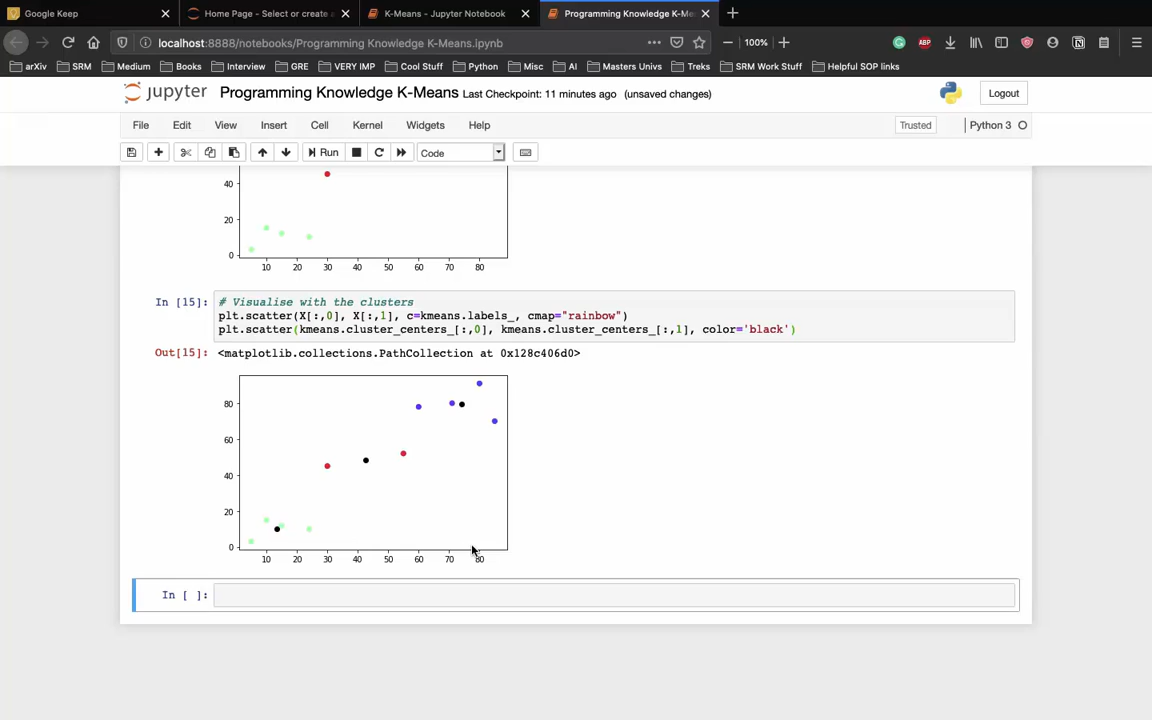 Google Keep
Home Page - Select or create a
K-Means - Jupyter Notebook
Programming Knowledge K-Me
localhost:8888/notebooks/Programming Knowledge K-Means.ipynb
100%
ABP
arXiv SRM Medium Books Interview GRE VERY IMP Cool Stuff Python Misc AI Masters Univs Treks SRM Work Stuff Helpful SOP links
jupyter Programming Knowledge K-Means Last Checkpoint: 11 minutes ago (unsaved changes) Logout
File Edit View Insert Cell Kernel Widgets Help Trusted Python 3
Run Code
40
20
0
10 20 30 40 50 60 70 80
In [15]: # Visualise with the clusters
plt.scatter(X[:,0], X[:,1], c=kmeans.labels_, cmap="rainbow")
plt.scatter(kmeans.cluster_centers_[:,0], kmeans.cluster_centers_[:,1], color='black')
Out[15]: <matplotlib.collections.PathCollection at 0x128c406d0>
80
60
40
20
0
10 20 30 40 50 60 70 80
In [ ]: